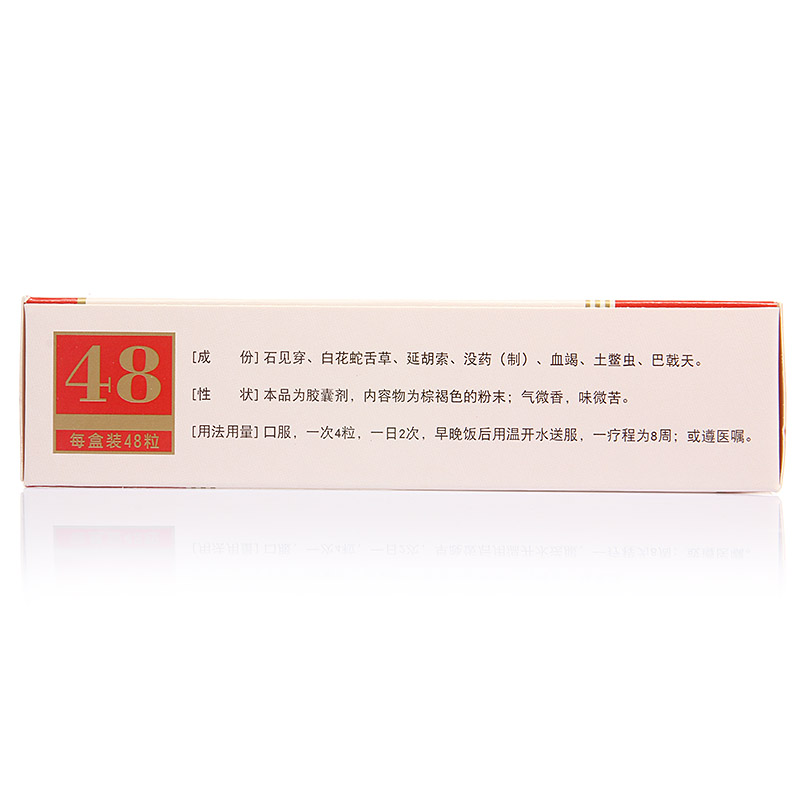 48
每盒装48粒
[成 份] 石见穿、白花蛇舌草、延胡索、没药（制）、血竭、土鳖虫、巴戟天。
[性 状] 本品为胶囊剂，内容物为棕褐色的粉末；气微香，味微苦。
[用法用量] 口服，一次4粒，一日2次，早晚饭后用温开水送服，一疗程为8周；或遵医嘱。